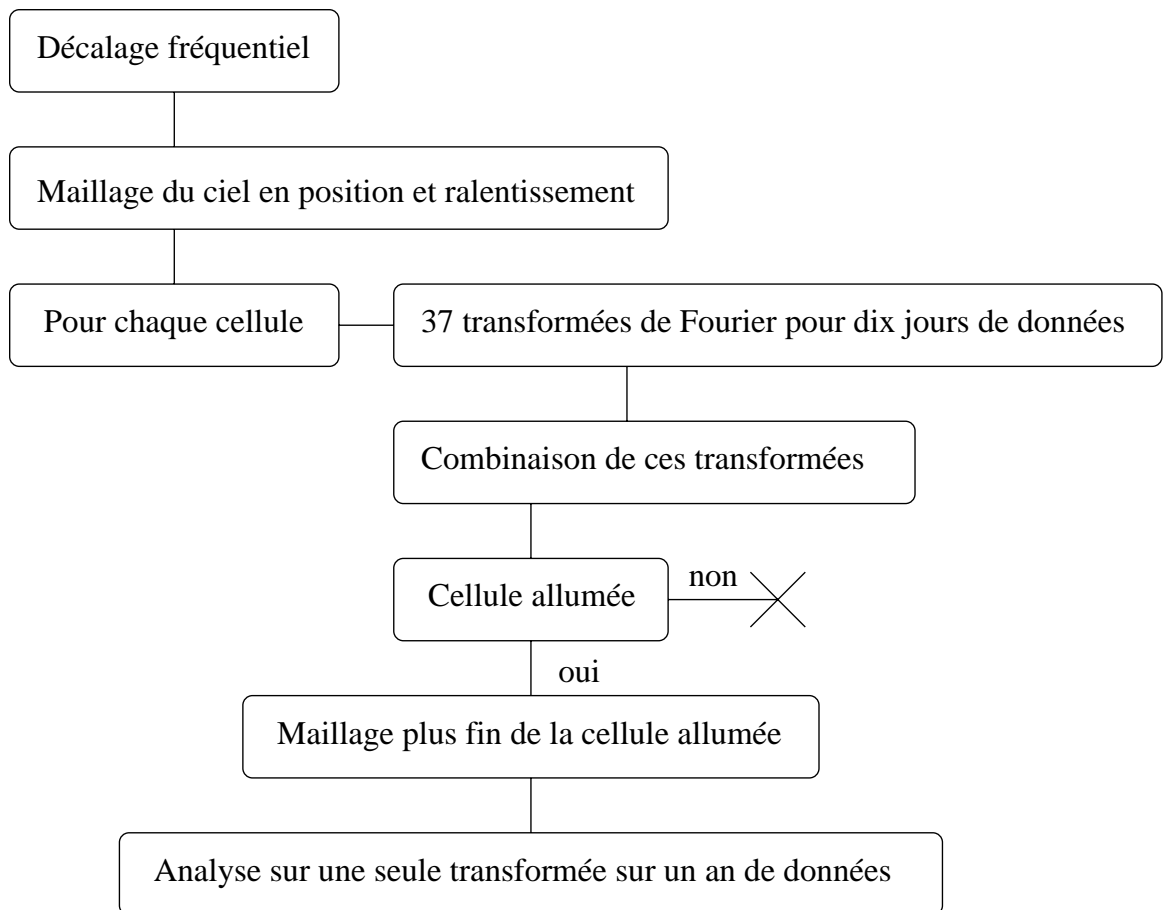 Décalage fréquentiel
Maillage du ciel en position et ralentissement
Pour chaque cellule
37 transformées de Fourier pour dix jours de données
Combinaison de ces transformées
Cellule allumée
non
oui
Maillage plus fin de la cellule allumée
Analyse sur une seule transformée sur un an de données